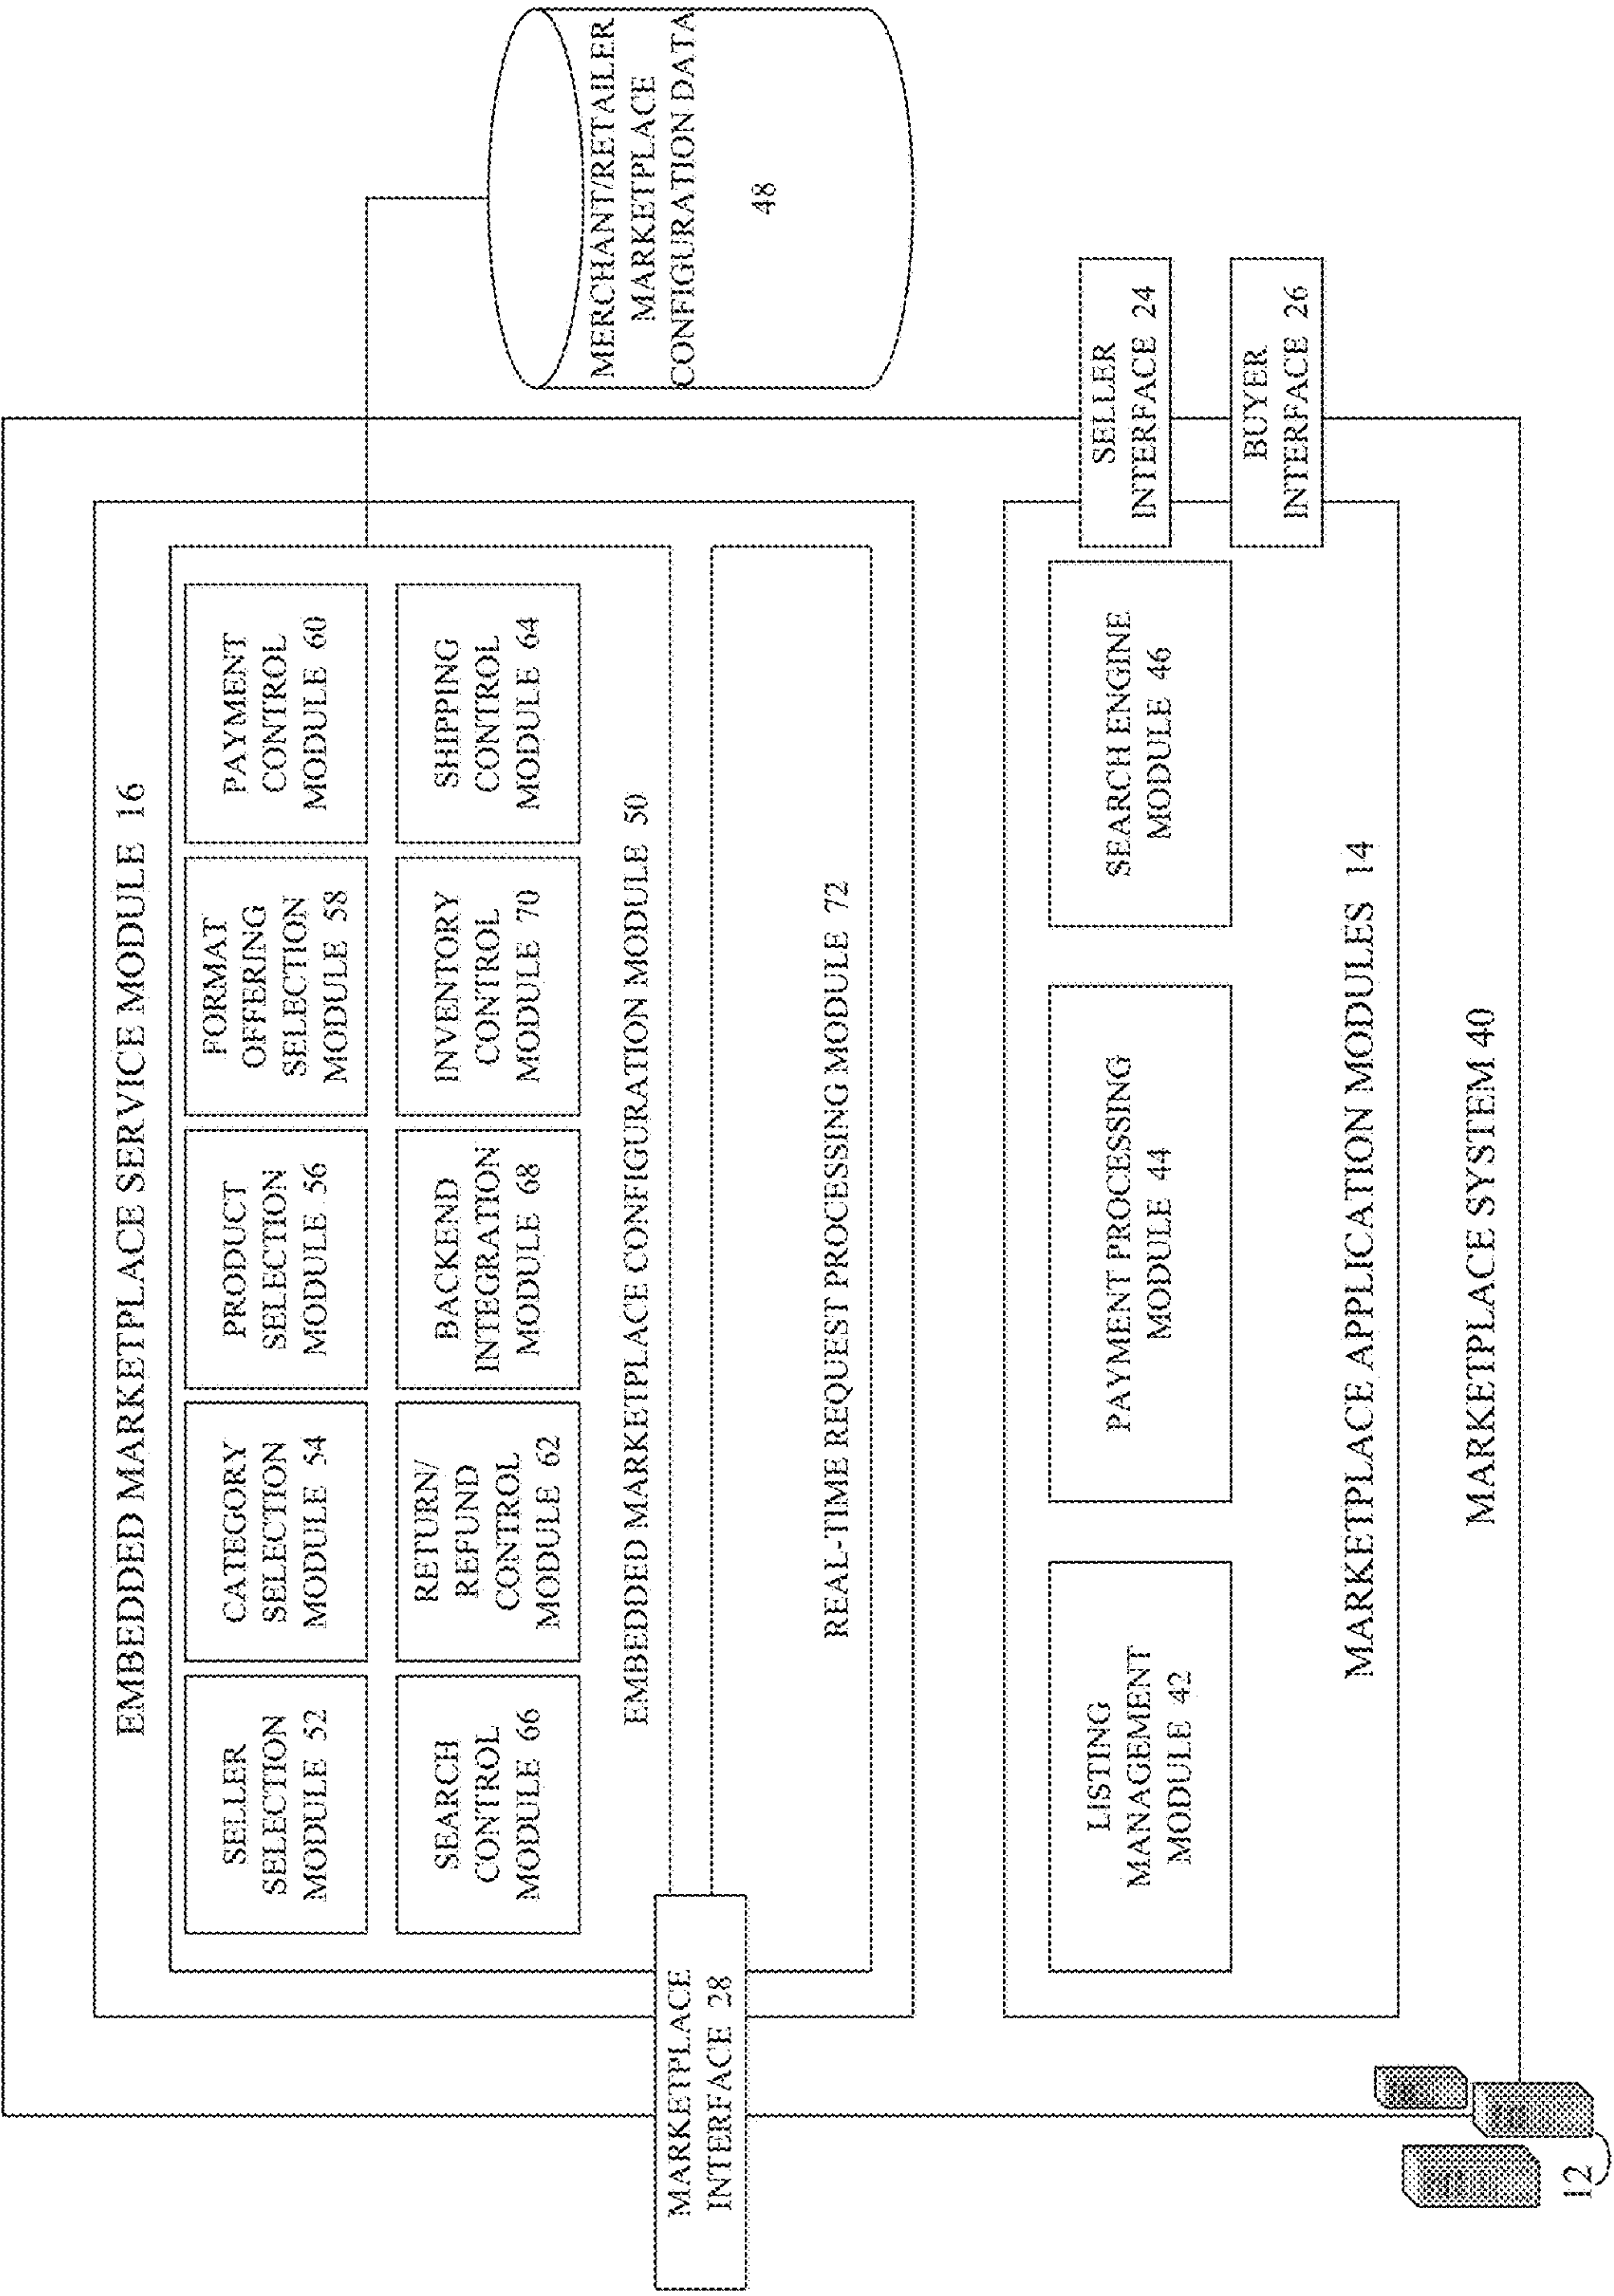 EMBEDDED MARKETPLACE SERVICE MODULE 16
SELLER
SELECTION
MODULE 52
CATEGORY
SELECTION
MODULE 54
PRODUCT
SELECTION
MODULE 56
FORMAT
OFFERING
SELECTION
MODULE 58
PAYMENT
CONTROL
MODULE 60
SEARCH
CONTROL
MODULE 66
RETURN/
REFUND
CONTROL
MODULE 62
BACKEND
INTEGRATION
MODULE 68
INVENTORY
CONTROL
MODULE 70
SHIPPING
CONTROL
MODULE 64
EMBEDDED MARKETPLACE CONFIGURATION MODULE 50
MERCHANT/RETAILER
MARKETPLACE
CONFIGURATION DATA
48
MARKETPLACE
INTERFACE 28
REAL-TIME REQUEST PROCESSING MODULE 72
LISTING
MANAGEMENT
MODULE 42
PAYMENT PROCESSING
MODULE 44
SEARCH ENGINE
MODULE 46
SELLER
INTERFACE 24
BUYER
INTERFACE 26
MARKETPLACE APPLICATION MODULES 14
MARKETPLACE SYSTEM 40
12